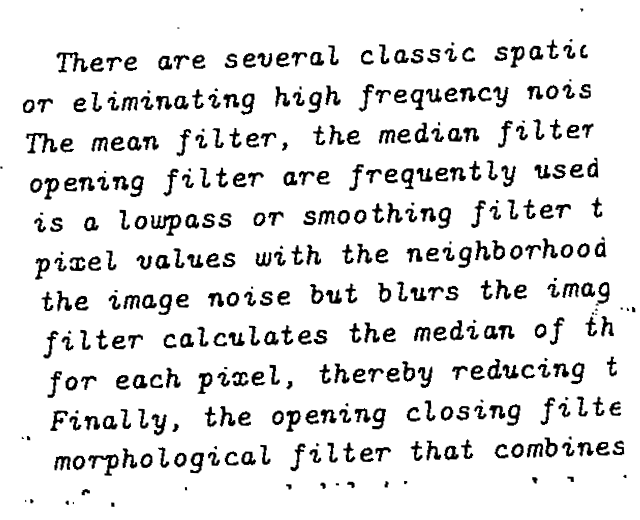 There are several classic spatic
or eliminating high frequency nois
The mean filter, the median filter
opening filter are frequently used
is a lowpass or smoothing filter t
pixel values with the neighborhood
the image noise but blurs the imag
filter calculates the median of th
for each pixel, thereby reducing t
Finally, the opening closing filte
morphological filter that combines